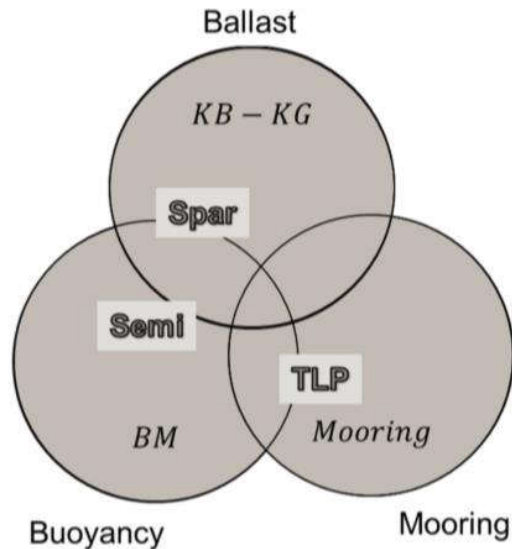 Ballast
KB − KG
Spar
Semi
TLP
BM
Mooring
Buoyancy
Mooring